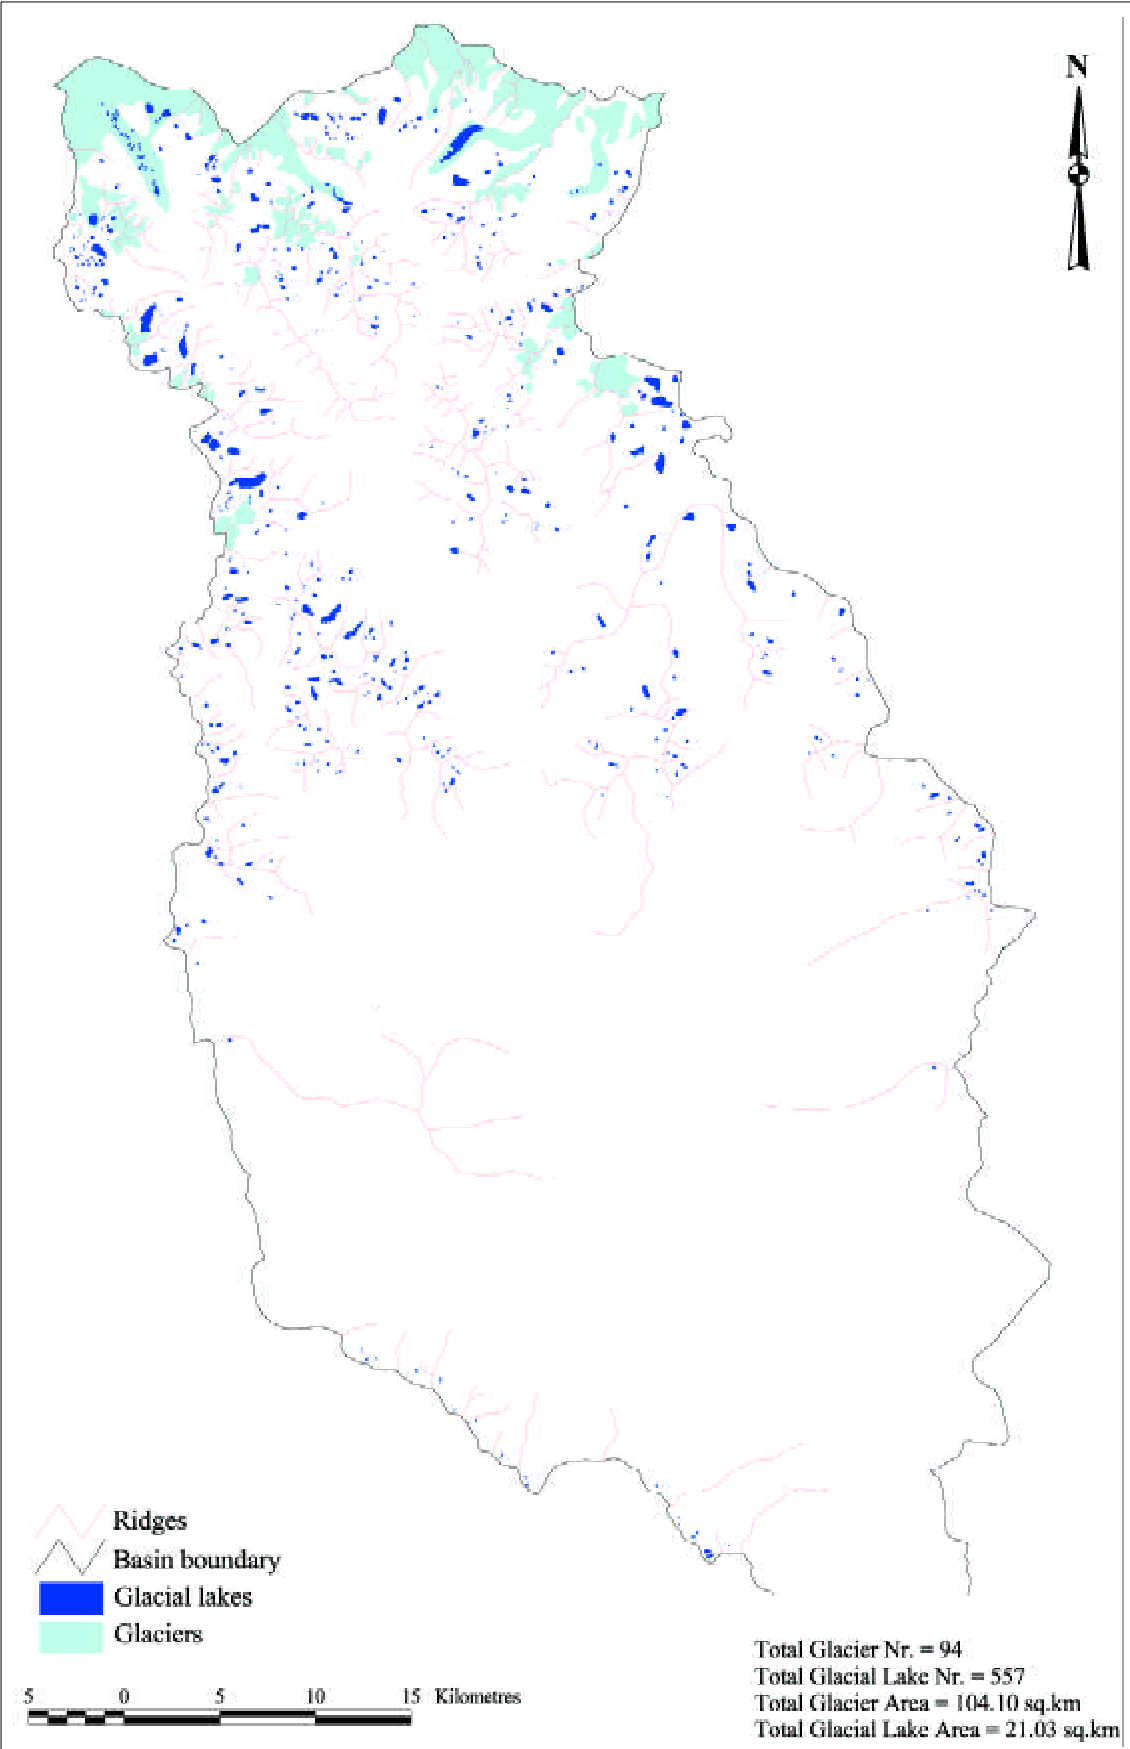 N
Ridges
Basin boundary
Glacial lakes
Glaciers
5 0 5 10 15 Kilometres
Total Glacier Nr. = 94
Total Glacial Lake Nr. = 557
Total Glacier Area = 104.10 sq.km
Total Glacial Lake Area = 21.03 sq.km